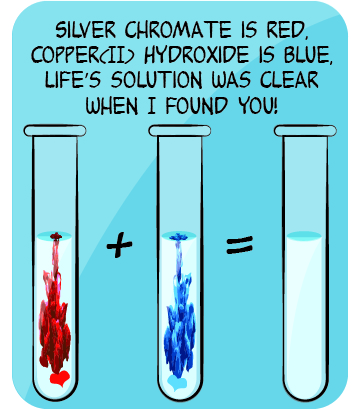 SILVER CHROMATE IS RED,
COPPER(II) HYDROXIDE IS BLUE,
LIFE'S SOLUTION WAS CLEAR
WHEN I FOUND YOU!
+ =